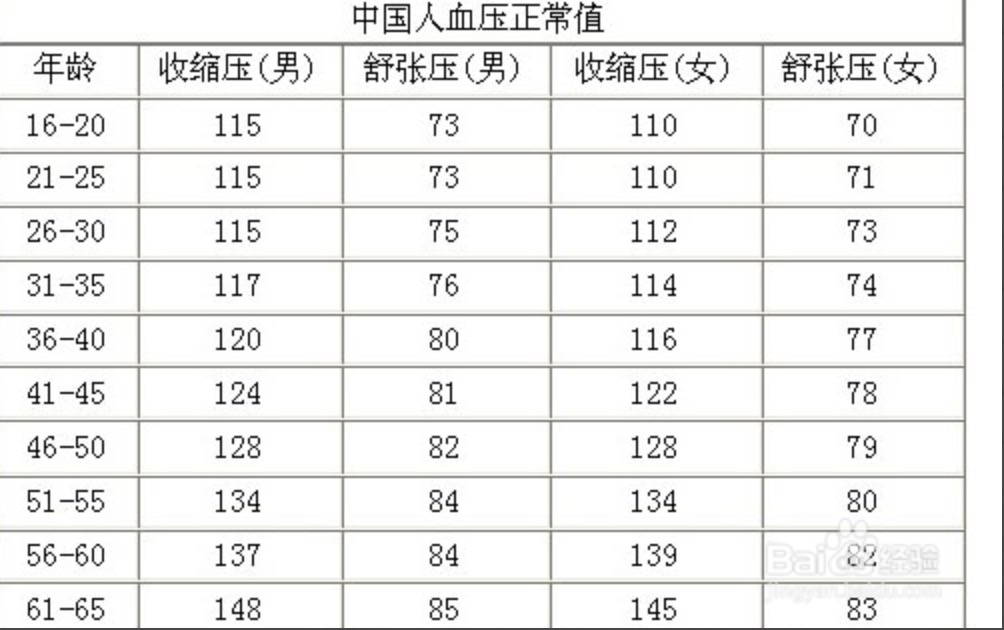 中国人血压正常值
年龄 收缩压(男) 舒张压(男) 收缩压(女) 舒张压(女)
16-20 115 73 110 70
21-25 115 73 110 71
26-30 115 75 112 73
31-35 117 76 114 74
36-40 120 80 116 77
41-45 124 81 122 78
46-50 128 82 128 79
51-55 134 84 134 80
56-60 137 84 139 82
61-65 148 85 145 83
Baidu经验
jingyan.baidu.com